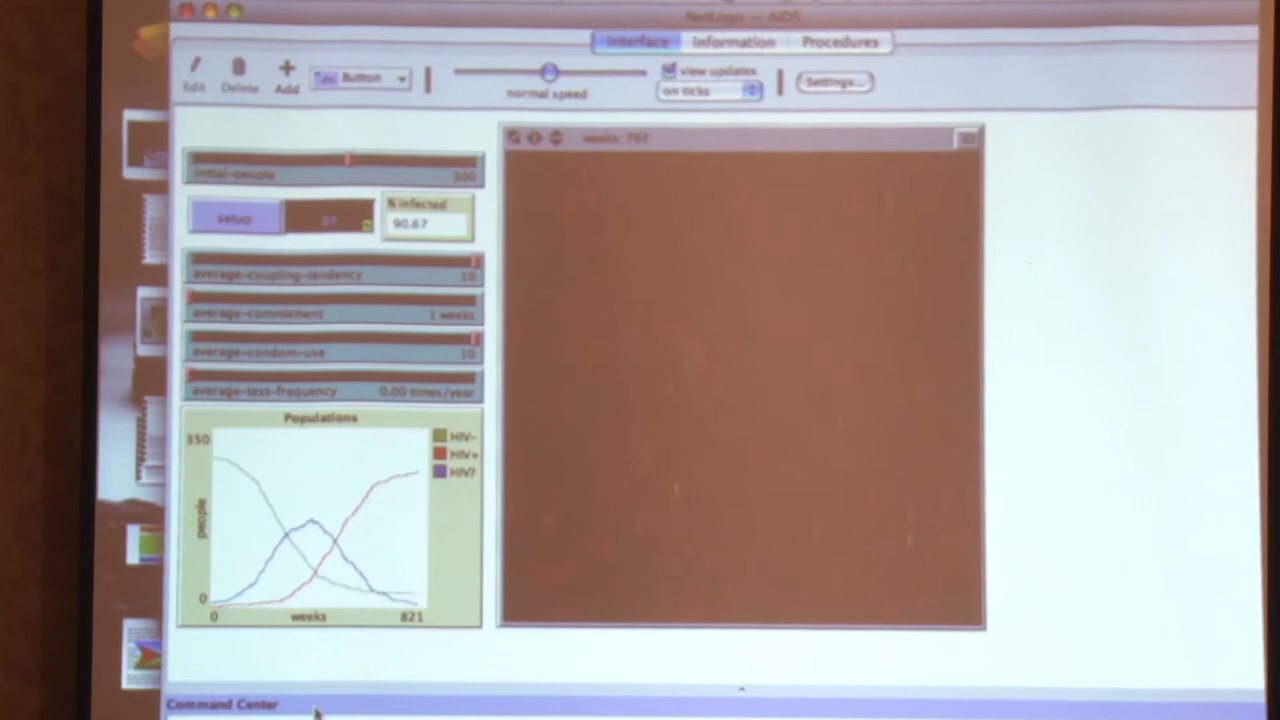 NetLogo — AIDS
Interface Information Procedures
Edit Delete Add Button normal speed view updates on ticks Settings...
weeks: 797 3D
initial-people 300
setup go % infected 90.67
average-coupling-tendency 10
average-commitment 1 weeks
average-condom-use 10
average-test-frequency 0.00 times/year
Populations
350
people
0
0 weeks 821
HIV-
HIV+
HIV?
Command Center